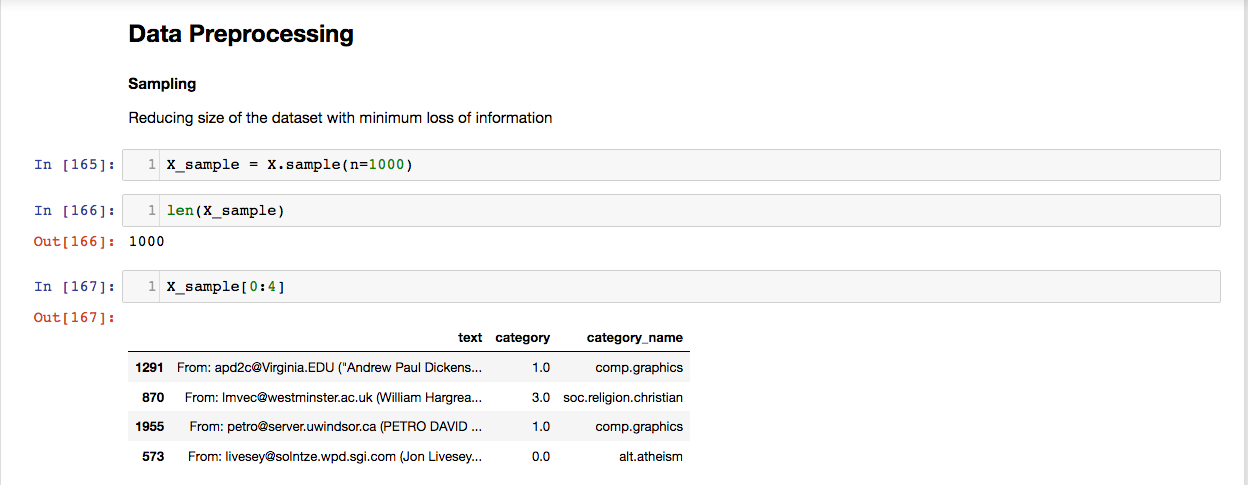 Data Preprocessing
Sampling
Reducing size of the dataset with minimum loss of information
In [165]: 1 X_sample = X.sample(n=1000)
In [166]: 1 len(X_sample)
Out[166]: 1000
In [167]: 1 X_sample[0:4]
Out[167]:
text category category_name
1291 From: apd2c@Virginia.EDU ("Andrew Paul Dickens... 1.0 comp.graphics
870 From: lmvec@westminster.ac.uk (William Hargrea... 3.0 soc.religion.christian
1955 From: petro@server.uwindsor.ca (PETRO DAVID ... 1.0 comp.graphics
573 From: livesey@solntze.wpd.sgi.com (Jon Livesey... 0.0 alt.atheism